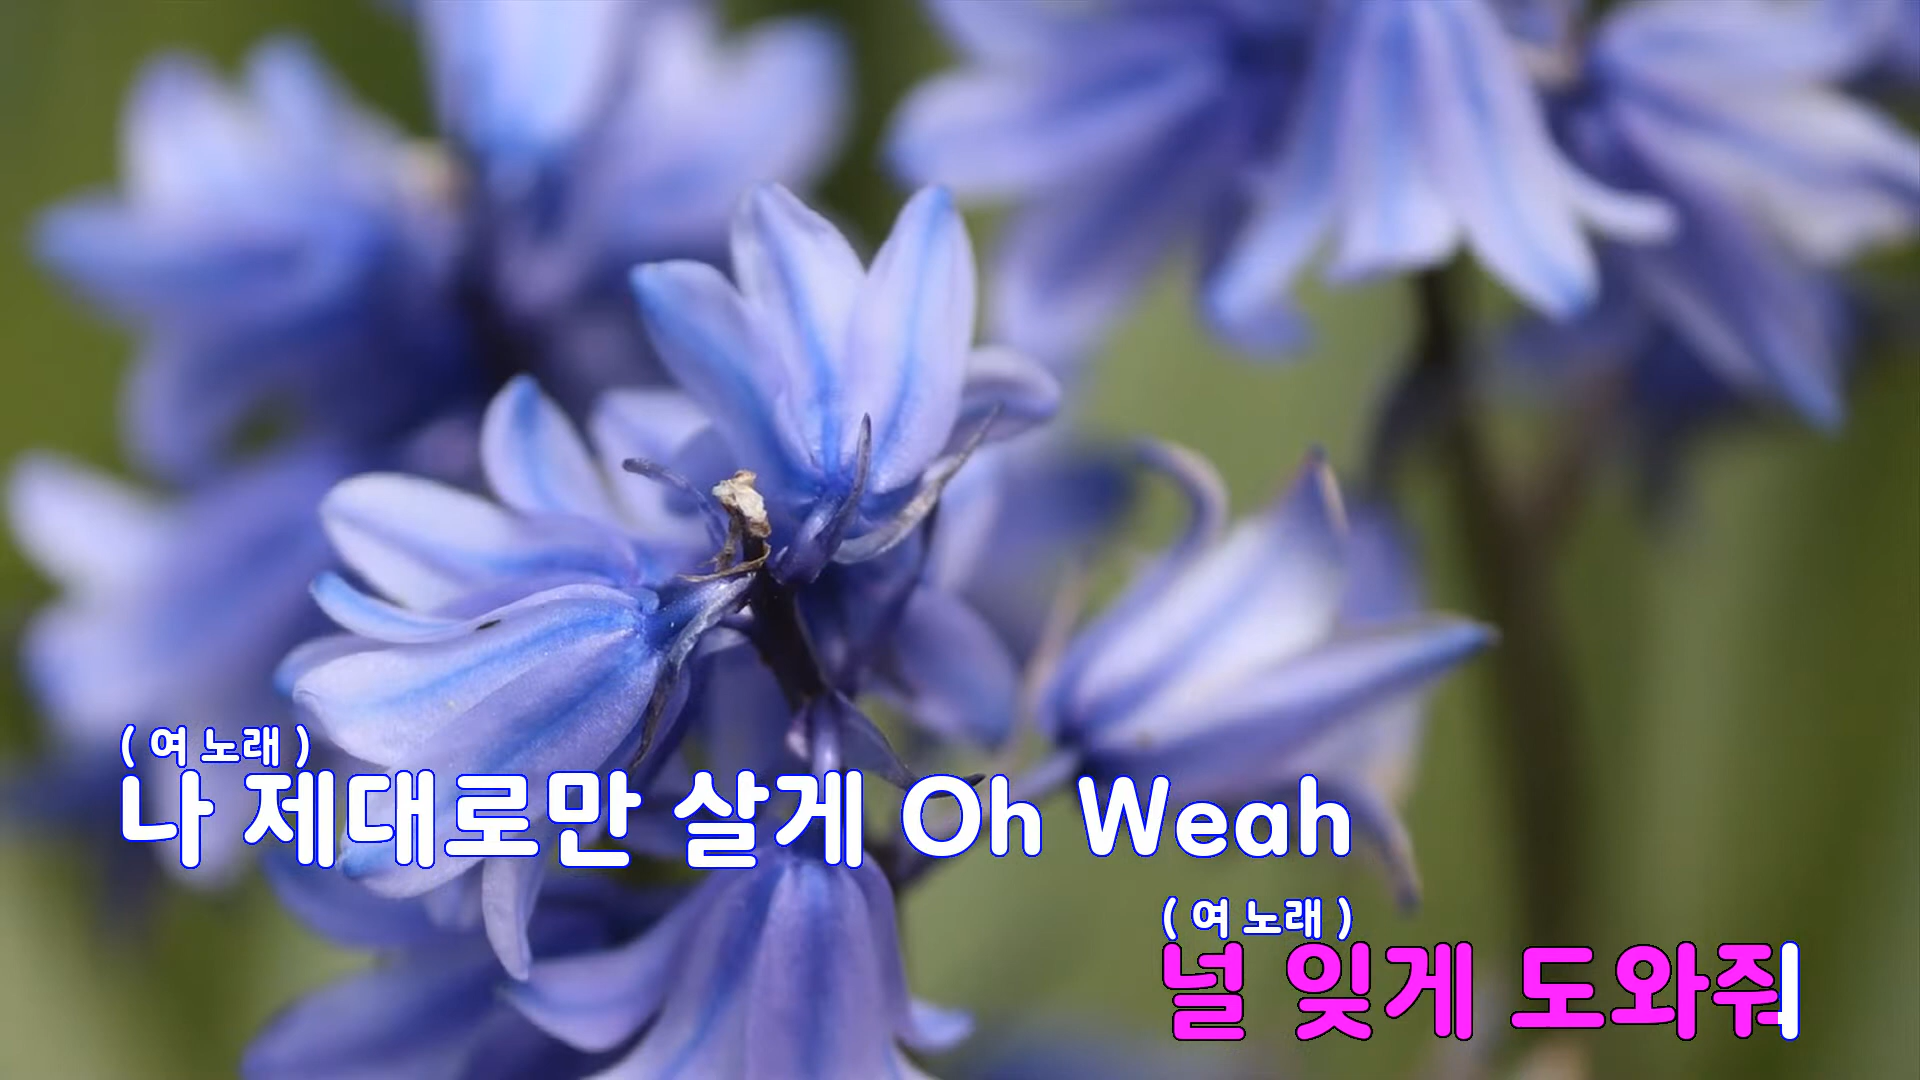 ( 여 노래 )
나 제대로만 살게 Oh Weah
( 여 노래 )
널 잊게 도와줘